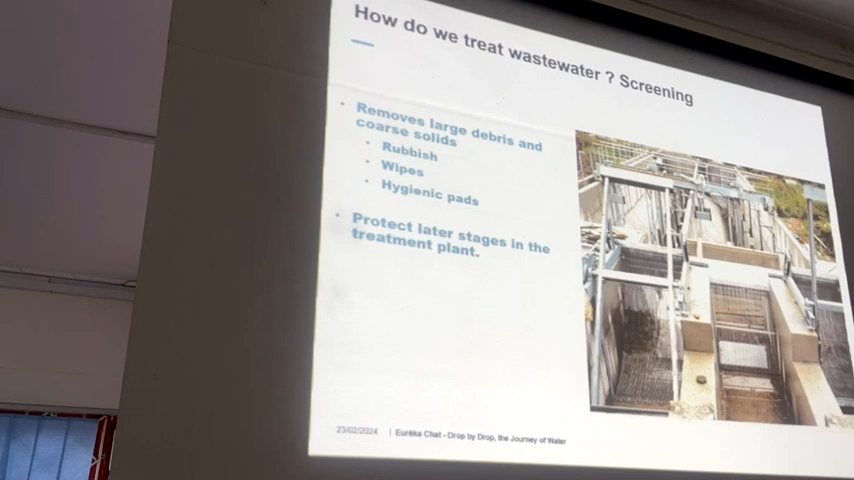 How do we treat wastewater ? Screening
• Removes large debris and
coarse solids
• Rubbish
• Wipes
• Hygienic pads
• Protect later stages in the
treatment plant.
23/02/2024 | Eurêka Chat - Drop by Drop, the Journey of Water